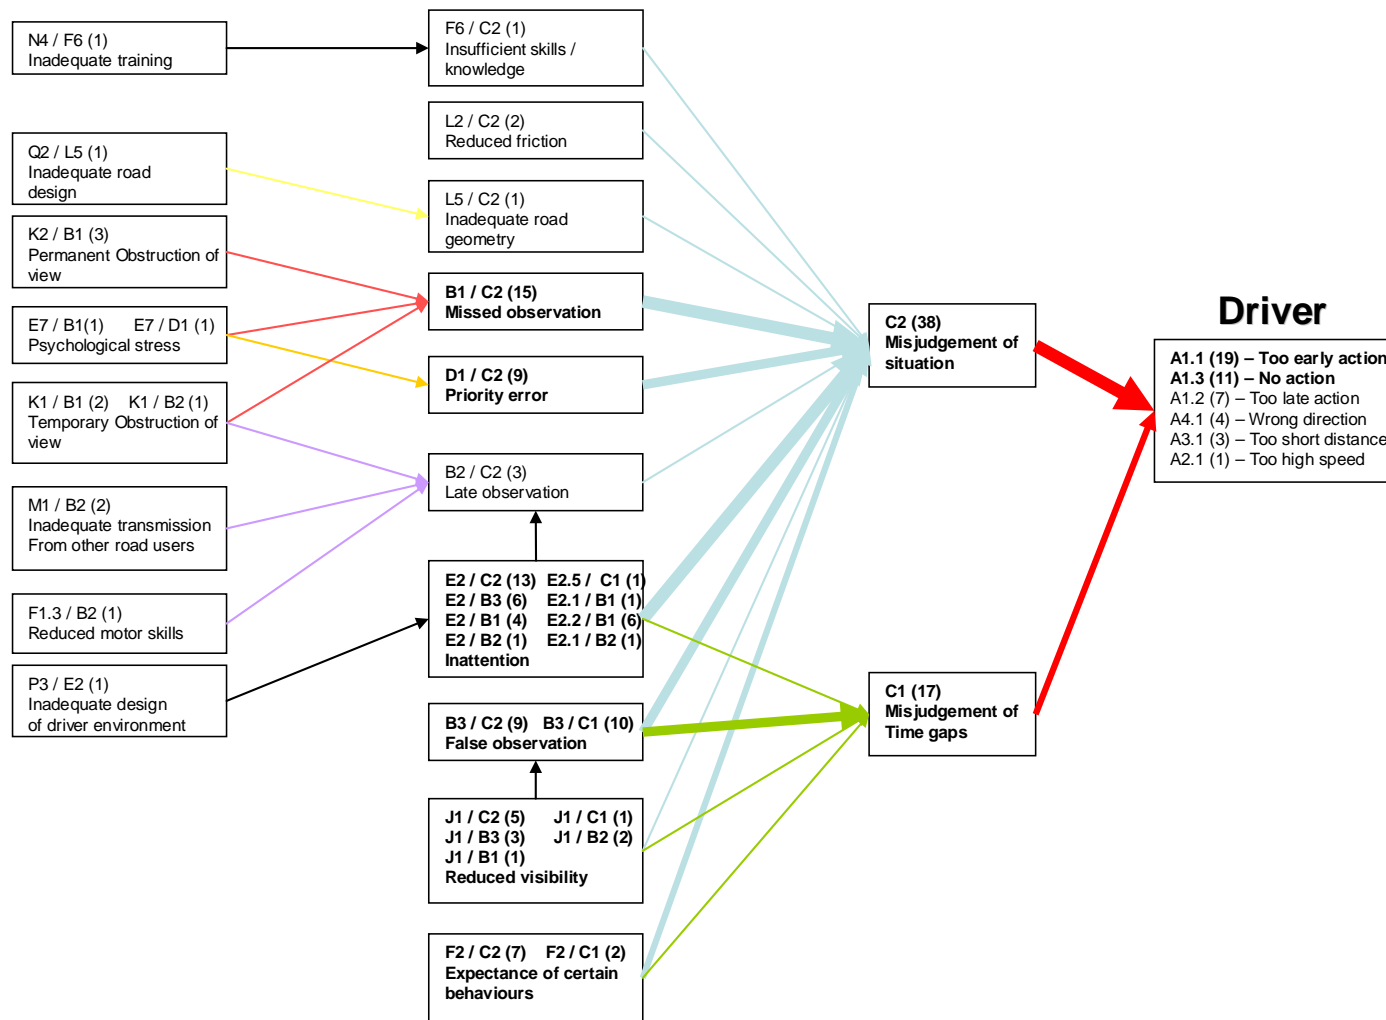 N4 / F6 (1)
Inadequate training
Q2 / L5 (1)
Inadequate road
design
K2 / B1 (3)
Permanent Obstruction of
view
E7 / B1(1) E7 / D1 (1)
Psychological stress
K1 / B1 (2) K1 / B2 (1)
Temporary Obstruction of
view
M1 / B2 (2)
Inadequate transmission
From other road users
F1.3 / B2 (1)
Reduced motor skills
P3 / E2 (1)
Inadequate design
of driver environment
F6 / C2 (1)
Insufficient skills /
knowledge
L2 / C2 (2)
Reduced friction
L5 / C2 (1)
Inadequate road
geometry
B1 / C2 (15)
Missed observation
D1 / C2 (9)
Priority error
B2 / C2 (3)
Late observation
E2 / C2 (13) E2.5 / C1 (1)
E2 / B3 (6) E2.1 / B1 (1)
E2 / B1 (4) E2.2 / B1 (6)
E2 / B2 (1) E2.1 / B2 (1)
Inattention
B3 / C2 (9) B3 / C1 (10)
False observation
J1 / C2 (5) J1 / C1 (1)
J1 / B3 (3) J1 / B2 (2)
J1 / B1 (1)
Reduced visibility
F2 / C2 (7) F2 / C1 (2)
Expectance of certain
behaviours
C2 (38)
Misjudgement of
situation
C1 (17)
Misjudgement of
Time gaps
Driver
A1.1 (19) – Too early action
A1.3 (11) – No action
A1.2 (7) – Too late action
A4.1 (4) – Wrong direction
A3.1 (3) – Too short distance
A2.1 (1) – Too high speed